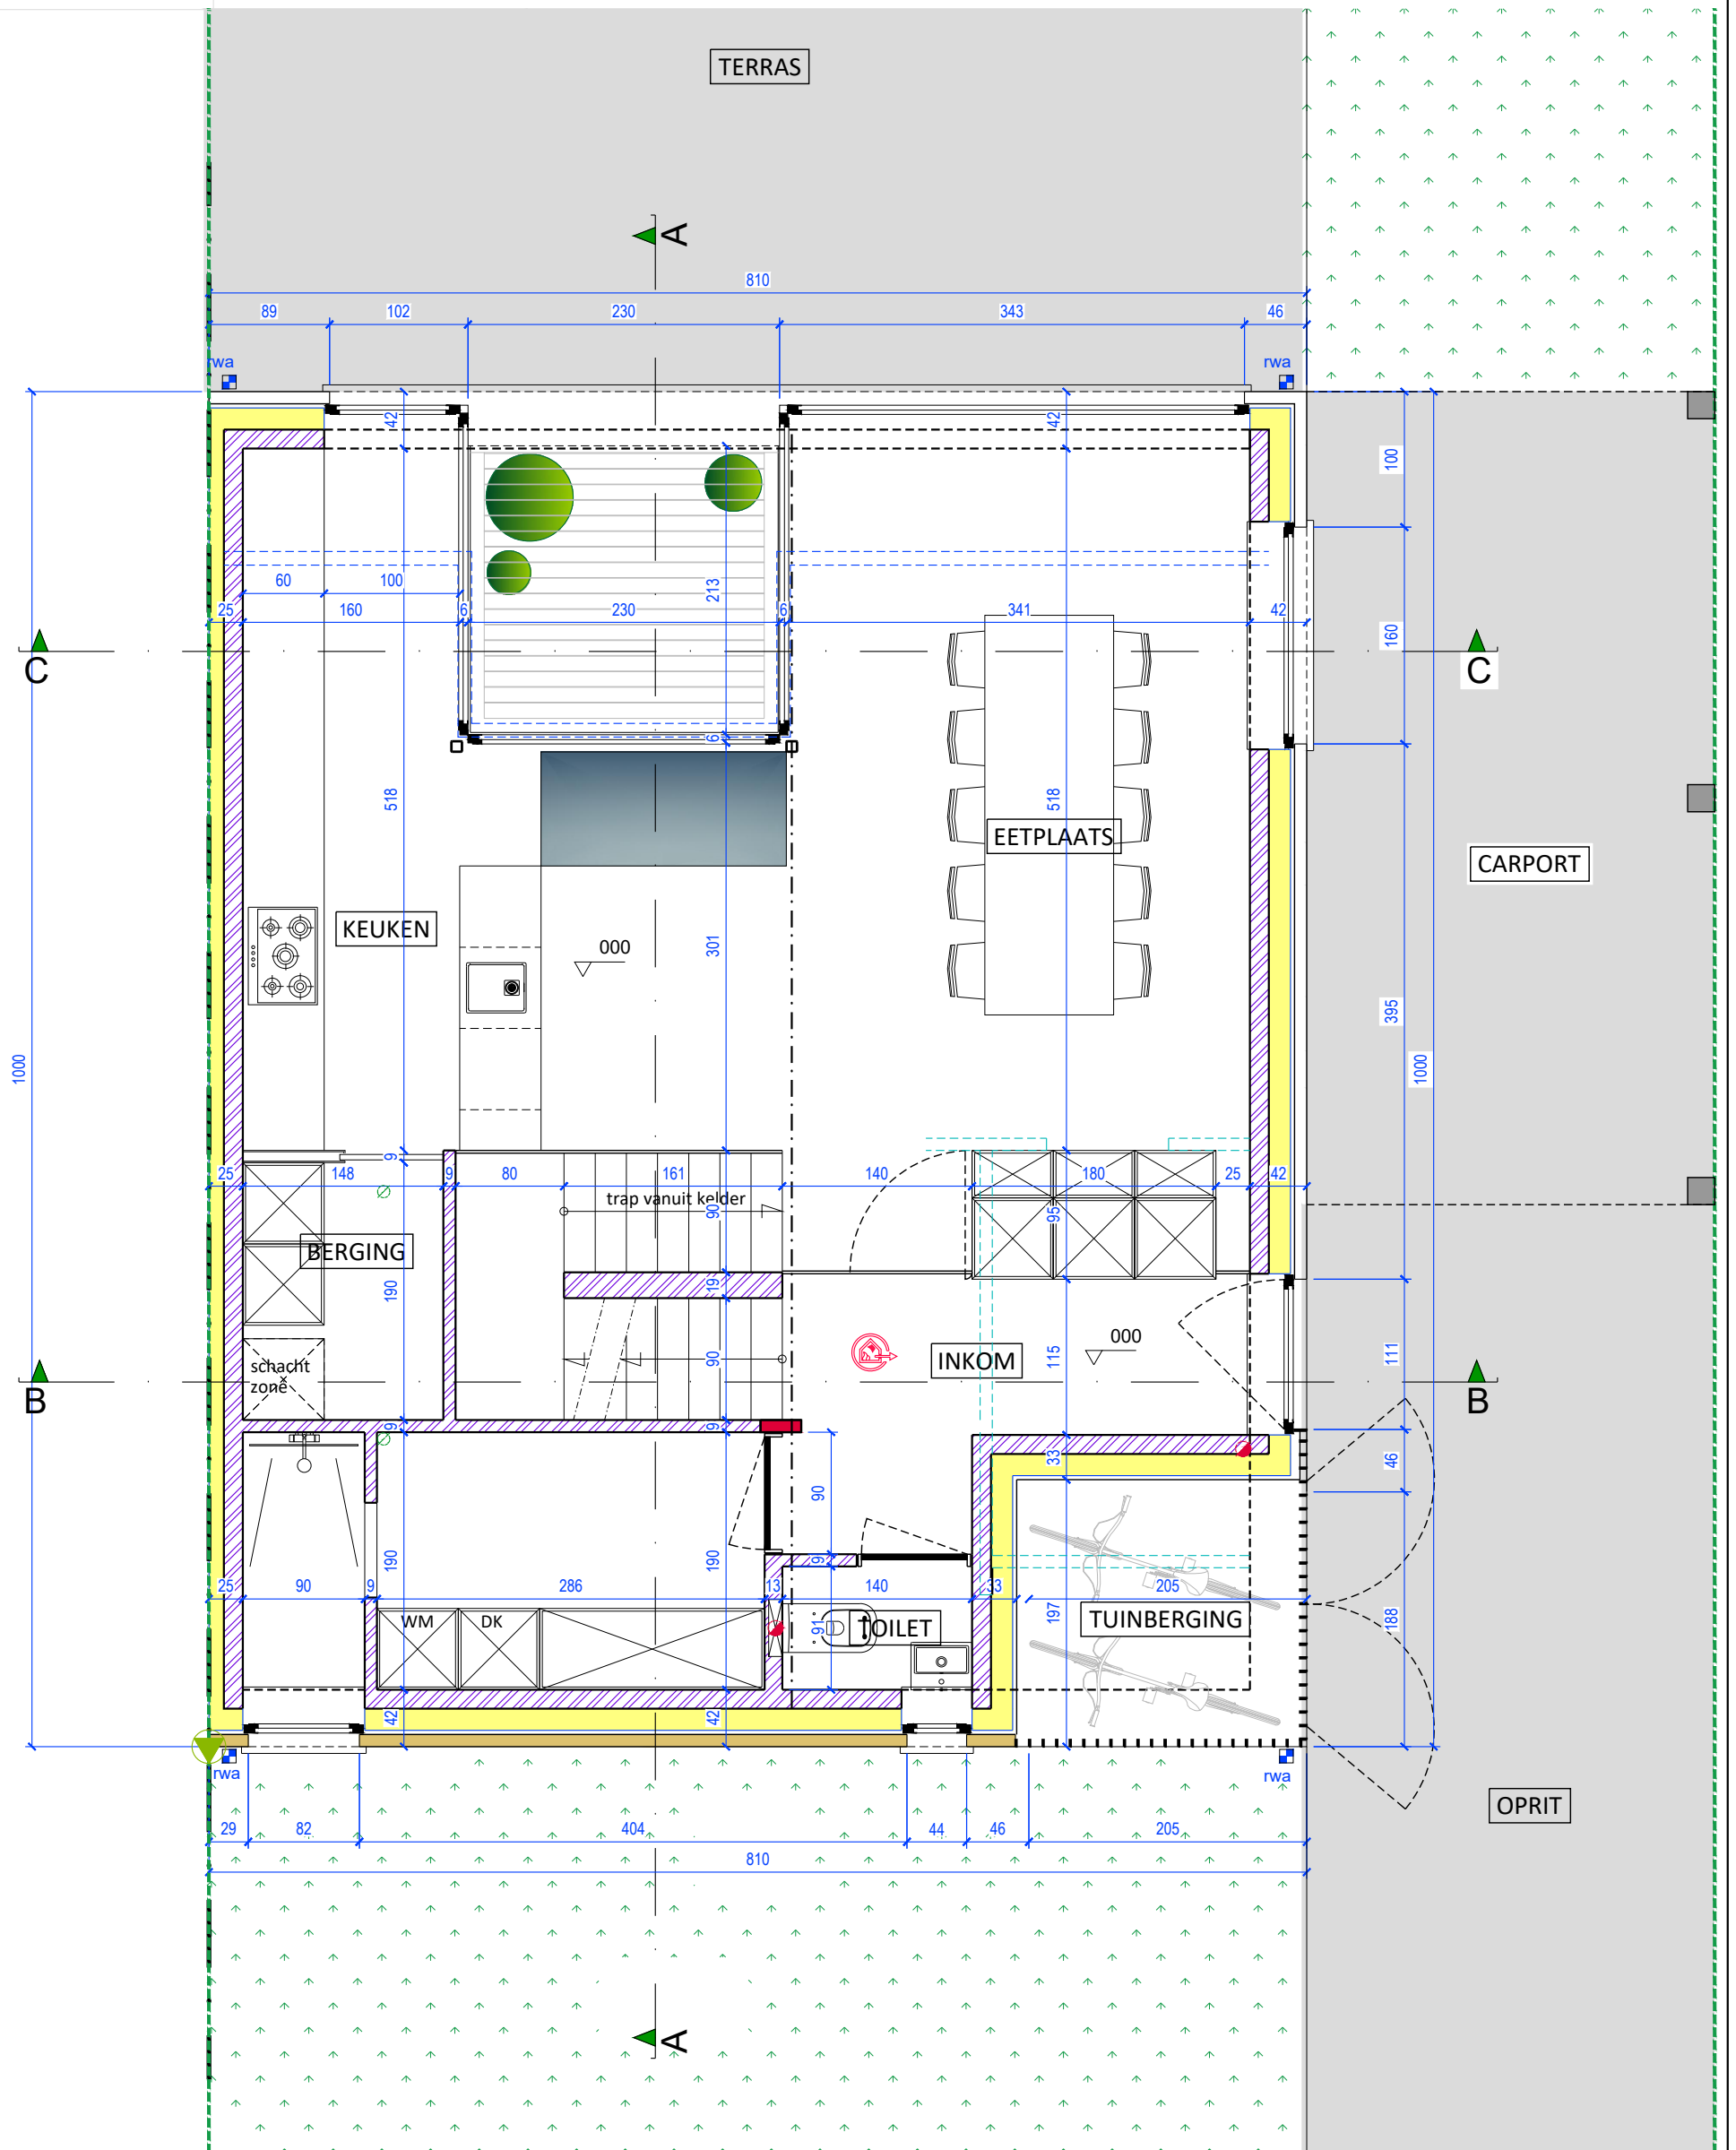 TERRAS
A
810
89 102 230 343 46
rwa rwa
42 42
100
60 100 213
25 160 6 230 6 341 42
160
C C
6
518 518
EETPLAATS
CARPORT
KEUKEN
000
301
395
1000 1000
9
25 148 9 80 161 140 180 25 42
trap vanuit kelder
90 95
BERGING
190 19
000
INKOM
90 115 111
schacht
zone
B B
9 9
33 46
90
9
190 190
25 90 9 286 13 140 33 205
WM DK 91 TOILET 197 TUINBERGING 188
42 42
rwa rwa
OPRIT
29 82 404 44 46 205
810
A